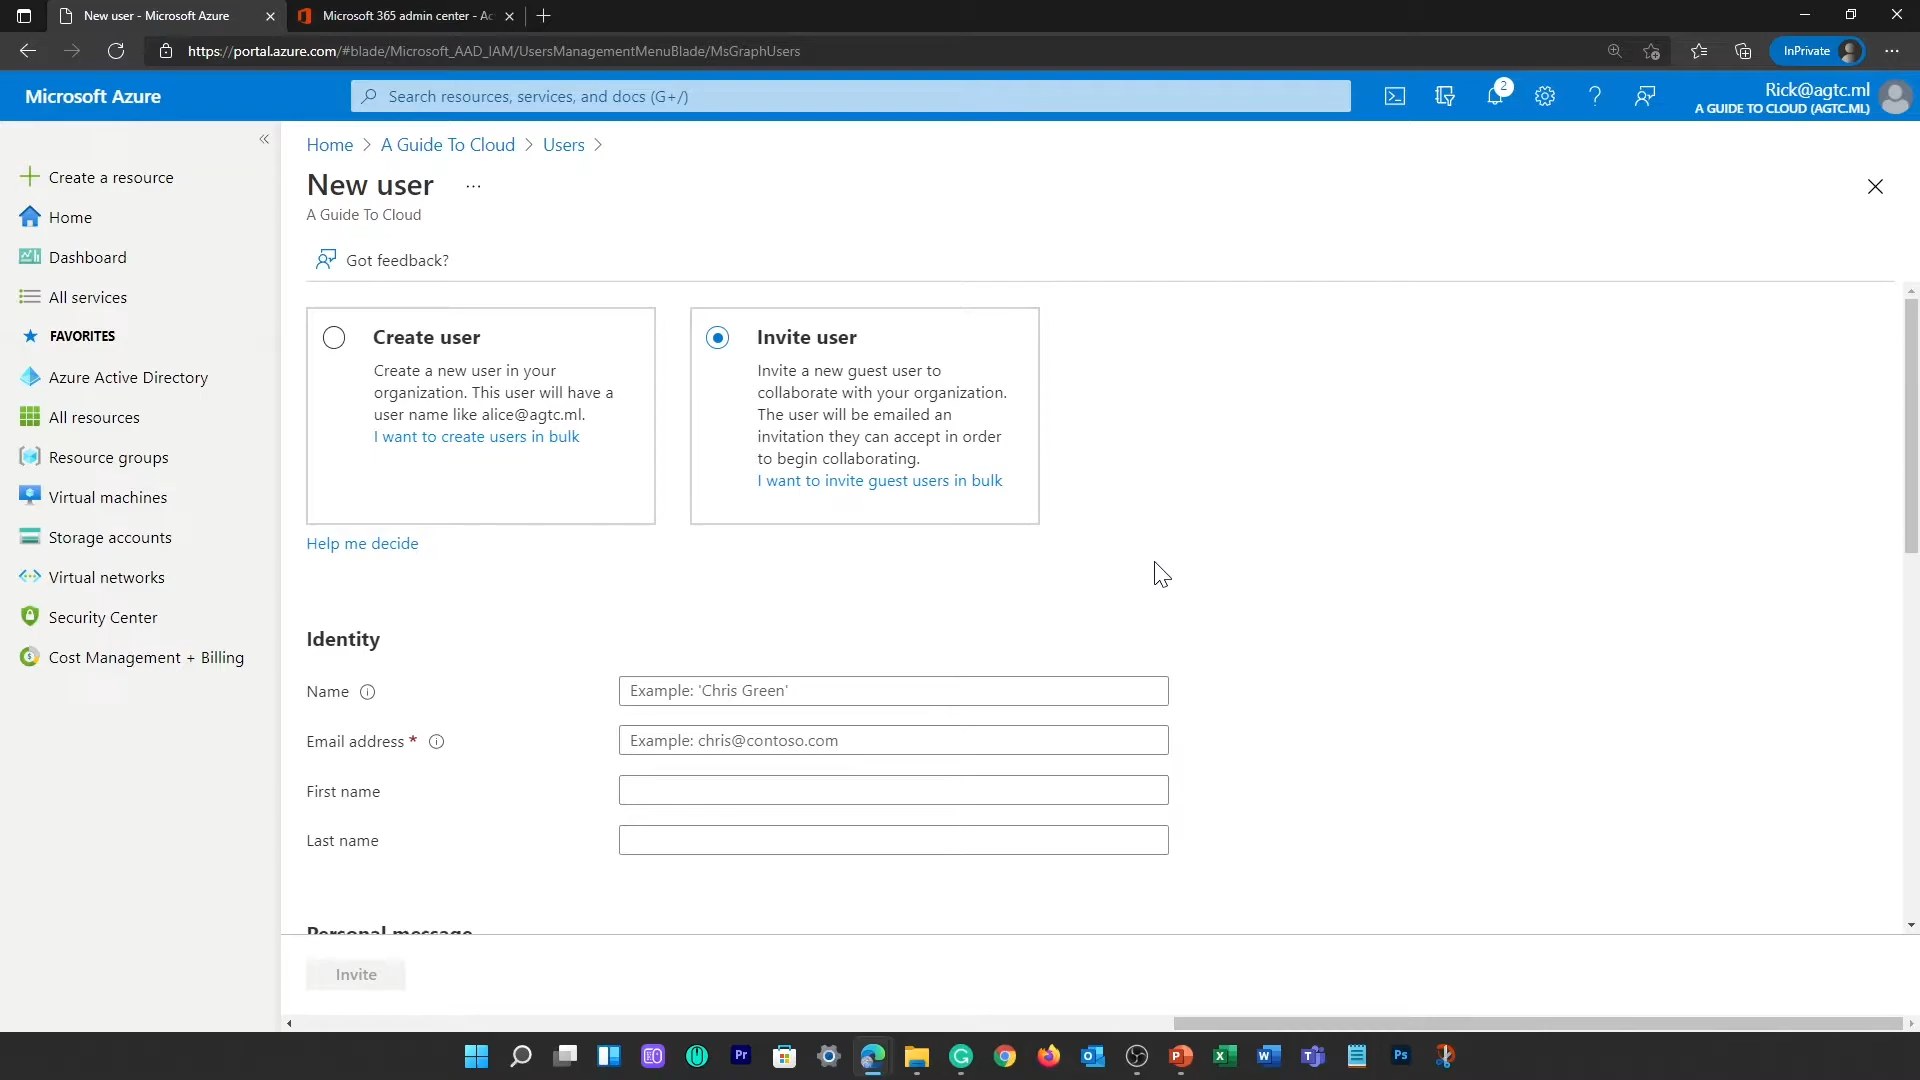 New user - Microsoft Azure
Microsoft 365 admin center - Ac
https://portal.azure.com/#blade/Microsoft_AAD_IAM/UsersManagementMenuBlade/MsGraphUsers
InPrivate
Microsoft Azure
Search resources, services, and docs (G+/)
2
Rick@agtc.ml
A GUIDE TO CLOUD (AGTC.ML)
Home > A Guide To Cloud > Users >
New user ...
A Guide To Cloud
Got feedback?
Create a resource
Home
Dashboard
All services
FAVORITES
Azure Active Directory
All resources
Resource groups
Virtual machines
Storage accounts
Virtual networks
Security Center
Cost Management + Billing
Create user
Create a new user in your
organization. This user will have a
user name like alice@agtc.ml.
I want to create users in bulk
Invite user
Invite a new guest user to
collaborate with your organization.
The user will be emailed an
invitation they can accept in order
to begin collaborating.
I want to invite guest users in bulk
Help me decide
Identity
Name
Example: 'Chris Green'
Email address *
Example: chris@contoso.com
First name
Last name
Personal message
Invite